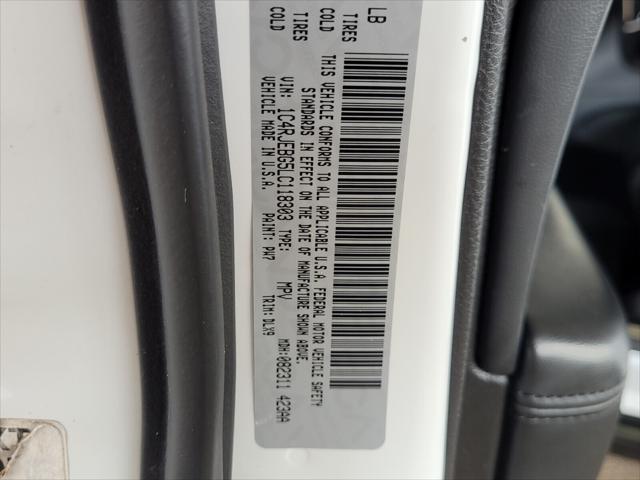 LB
TIRES COLD
TIRES COLD
THIS VEHICLE CONFORMS TO ALL APPLICABLE U.S.A. FEDERAL MOTOR VEHICLE SAFETY
STANDARDS IN EFFECT ON THE DATE OF MANUFACTURE SHOWN ABOVE.
VIN: 1C4RJEBG5LC118303 TYPE: MPV MDH:082311 423AA
VEHICLE MADE IN U.S.A. PAINT: PW7 TRIM:DLX9